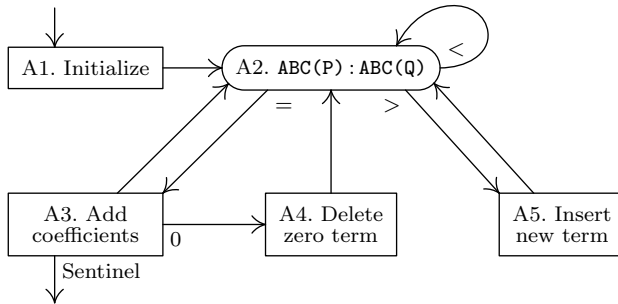 A1. Initialize
A2. ABC(P):ABC(Q)
<
=
>
A3. Add
coefficients
0
A4. Delete
zero term
A5. Insert
new term
Sentinel